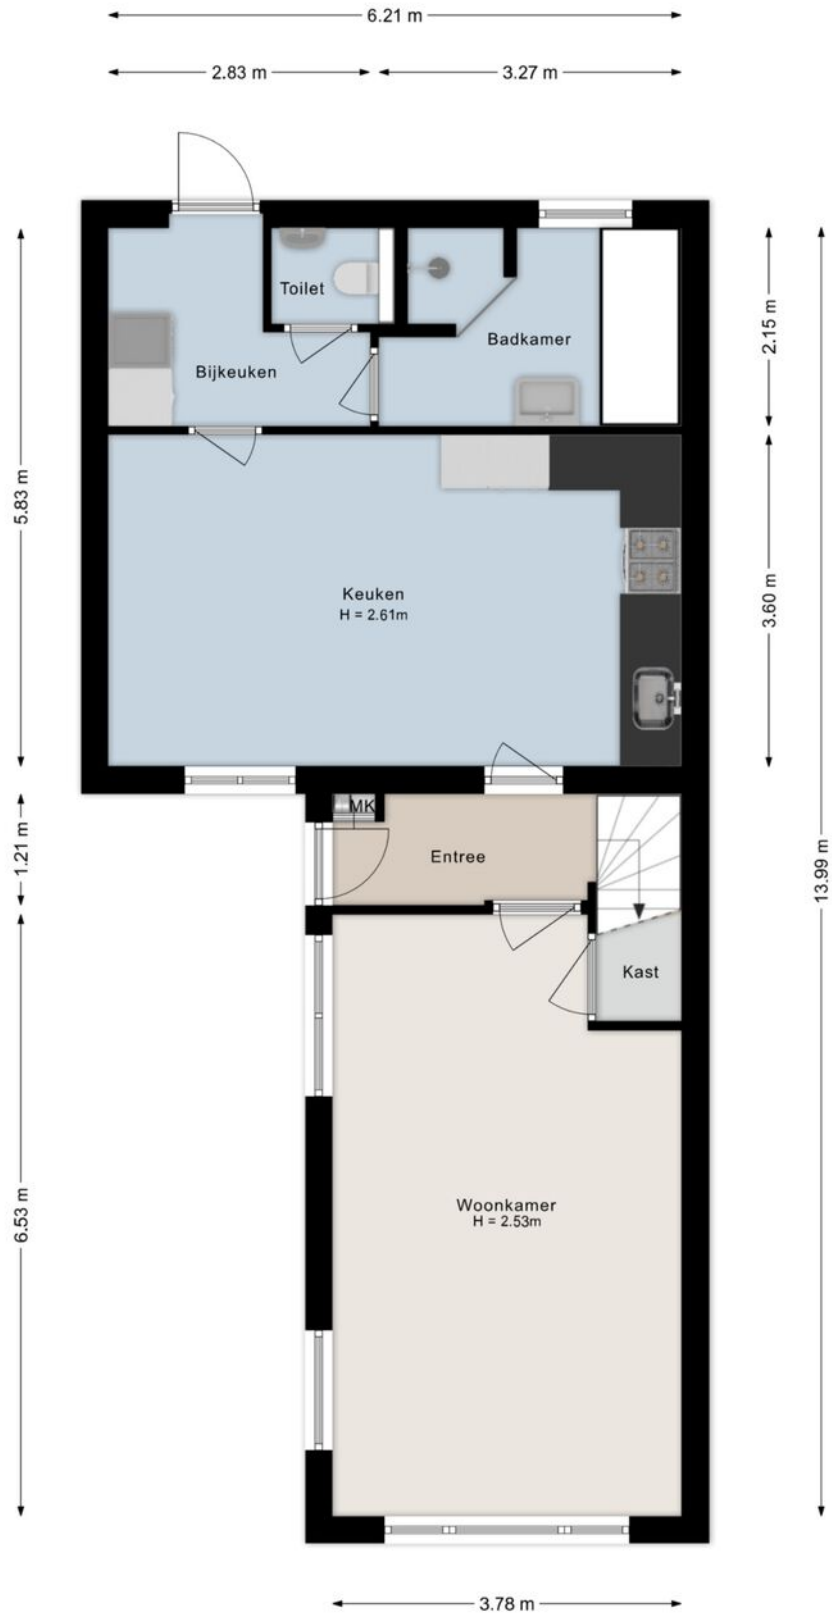 6.21 m
2.83 m
3.27 m
Toilet
Badkamer
Bijkeuken
2.15 m
5.83 m
Keuken
H = 2.61m
3.60 m
MK
1.21 m
Entree
13.99 m
Kast
6.53 m
Woonkamer
H = 2.53m
3.78 m